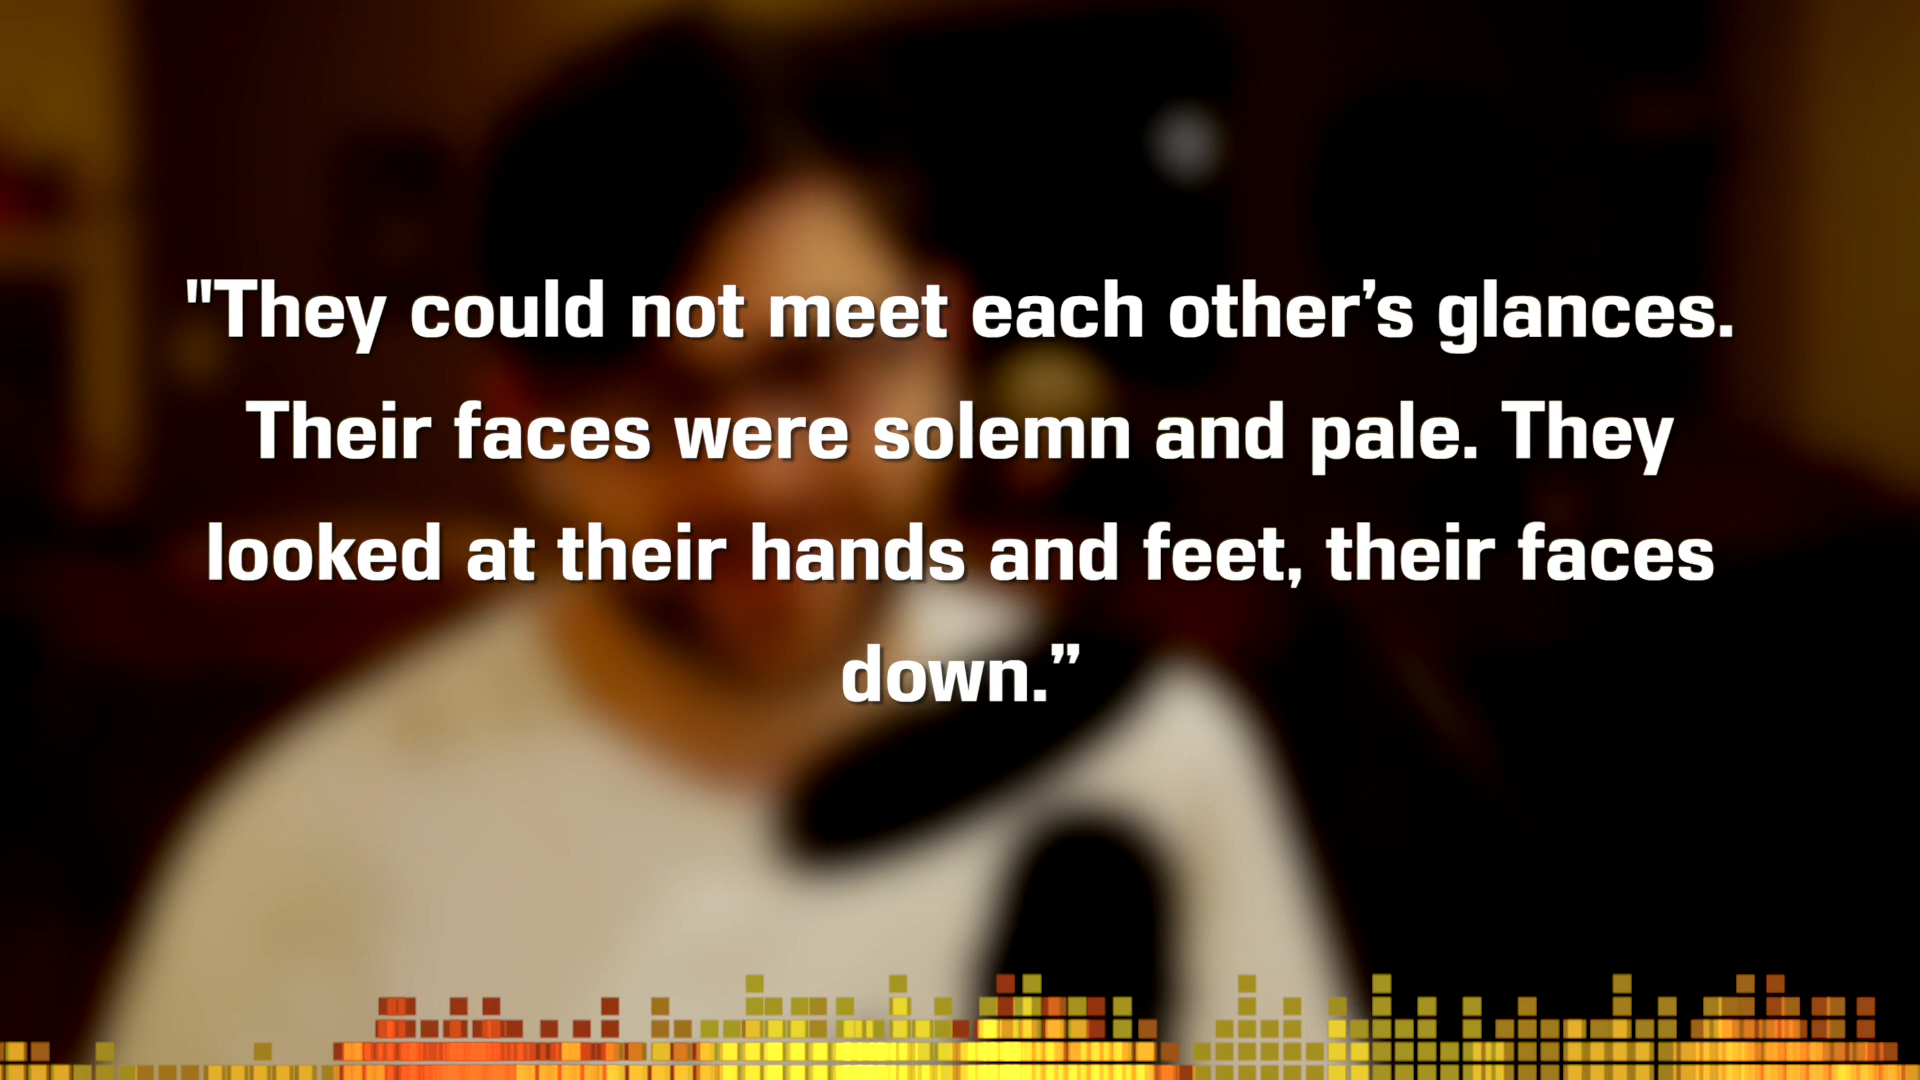 "They could not meet each other’s glances.
Their faces were solemn and pale. They
looked at their hands and feet, their faces
down.”